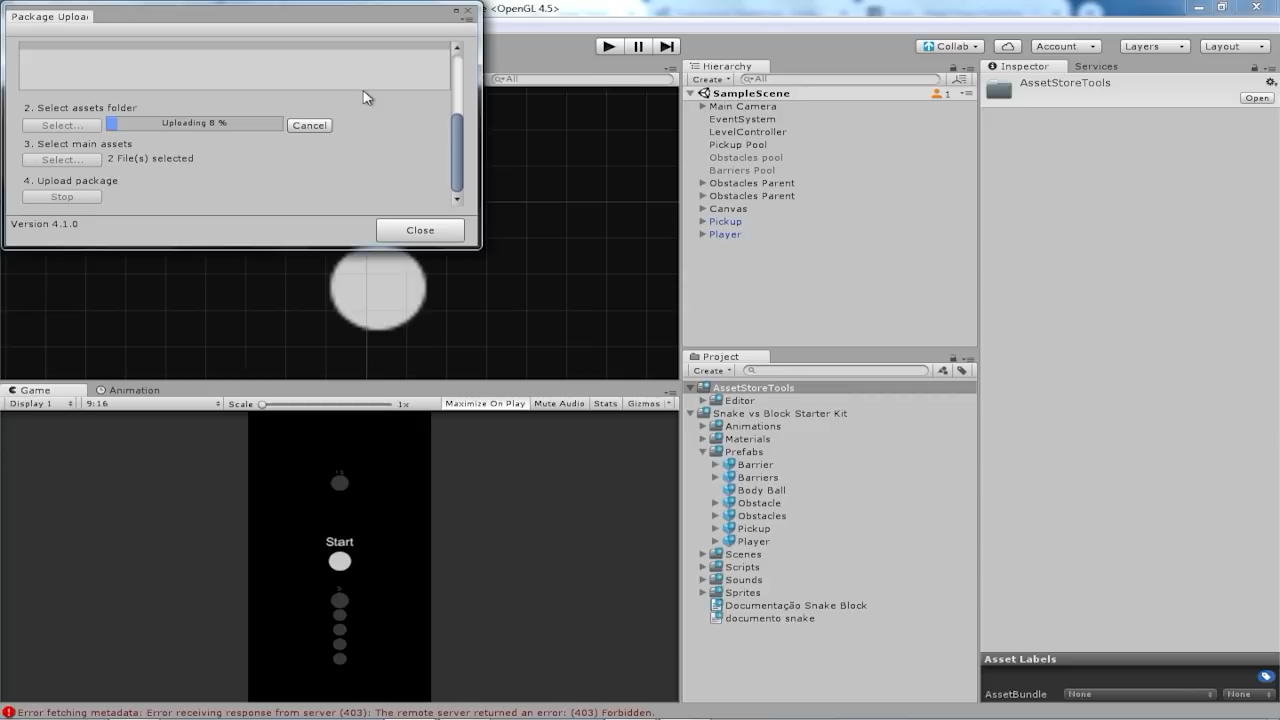 <OpenGL 4.5>
Package Upload
2. Select assets folder
Select...
Uploading 8 %
Cancel
3. Select main assets
Select...
2 File(s) selected
4. Upload package
Stop
Version 4.1.0
Close
All
Collab
Account
Layers
Layout
Hierarchy
Create
All
SampleScene
1
Main Camera
EventSystem
LevelController
Pickup Pool
Obstacles pool
Barriers Pool
Obstacles Parent
Obstacles Parent
Canvas
Pickup
Player
Inspector
Services
AssetStoreTools
Open
Game
Animation
Display 1
9:16
Scale
1x
Maximize On Play
Mute Audio
Stats
Gizmos
Start
Project
Create
AssetStoreTools
Editor
Snake vs Block Starter Kit
Animations
Materials
Prefabs
Barrier
Barriers
Body Ball
Obstacle
Obstacles
Pickup
Player
Scenes
Scripts
Sounds
Sprites
Documentação Snake Block
documento snake
Asset Labels
AssetBundle
None
None
Error fetching metadata: Error receiving response from server (403): The remote server returned an error: (403) Forbidden.